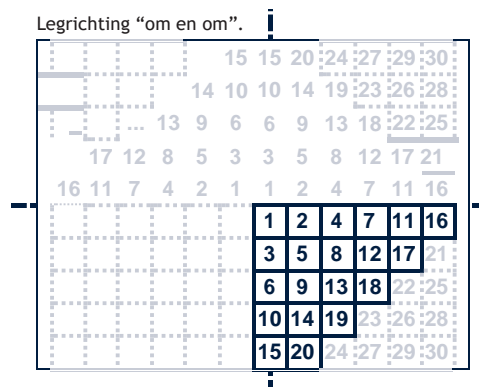 Legrichting “om en om”.
15 15 20 24 27 29 30
14 10 10 14 19 23 26 28
... 13 9 6 6 9 13 18 22 25
17 12 8 5 3 3 5 8 12 17 21
16 11 7 4 2 1 1 2 4 7 11 16
1 2 4 7 11 16
3 5 8 12 17 21
6 9 13 18 22 25
10 14 19 23 26 28
15 20 24 27 29 30